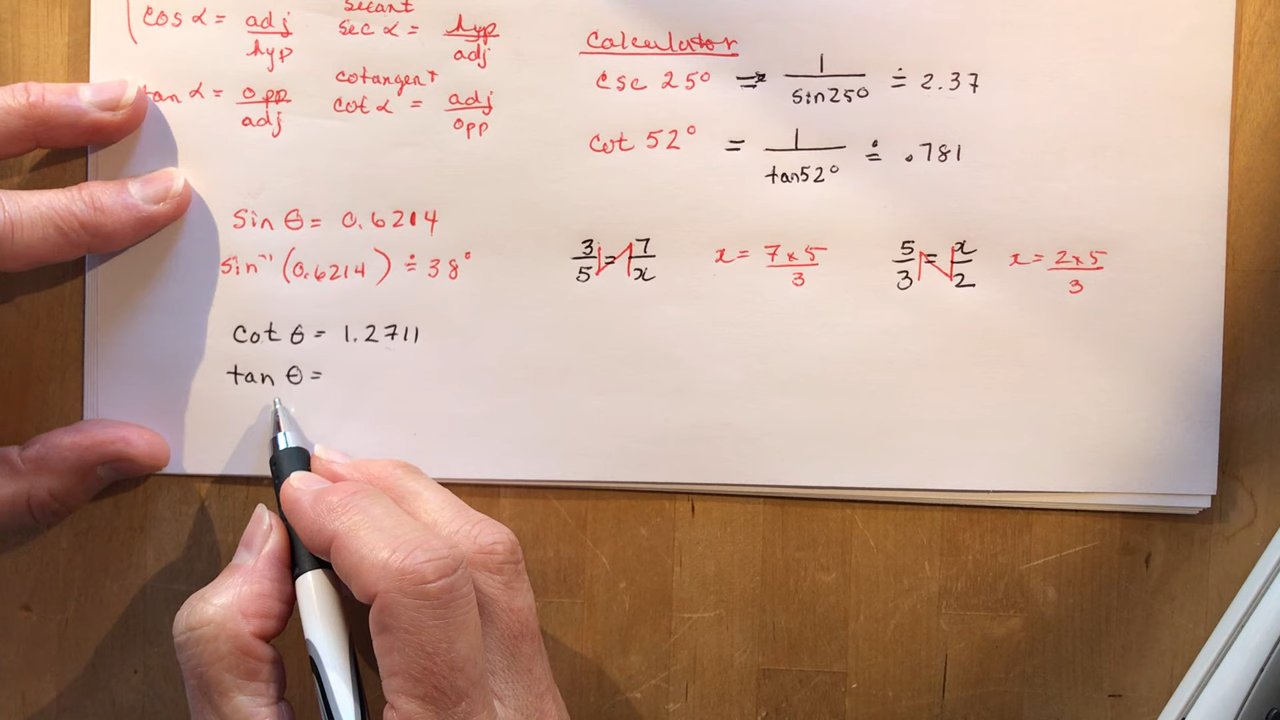 cos α = adj/hyp
secant
sec α = hyp/adj
tan α = opp/adj
cotangent
cot α = adj/opp
Calculator
csc 25° ⇒ 1/sin25° ≐ 2.37
cot 52° = 1/tan52° ≐ .781
sin θ = 0.6214
sin⁻¹(0.6214) ≐ 38°
3/5 = 7/x
x = 7×5/3
5/3 = x/2
x = 2×5/3
cot θ = 1.2711
tan θ =